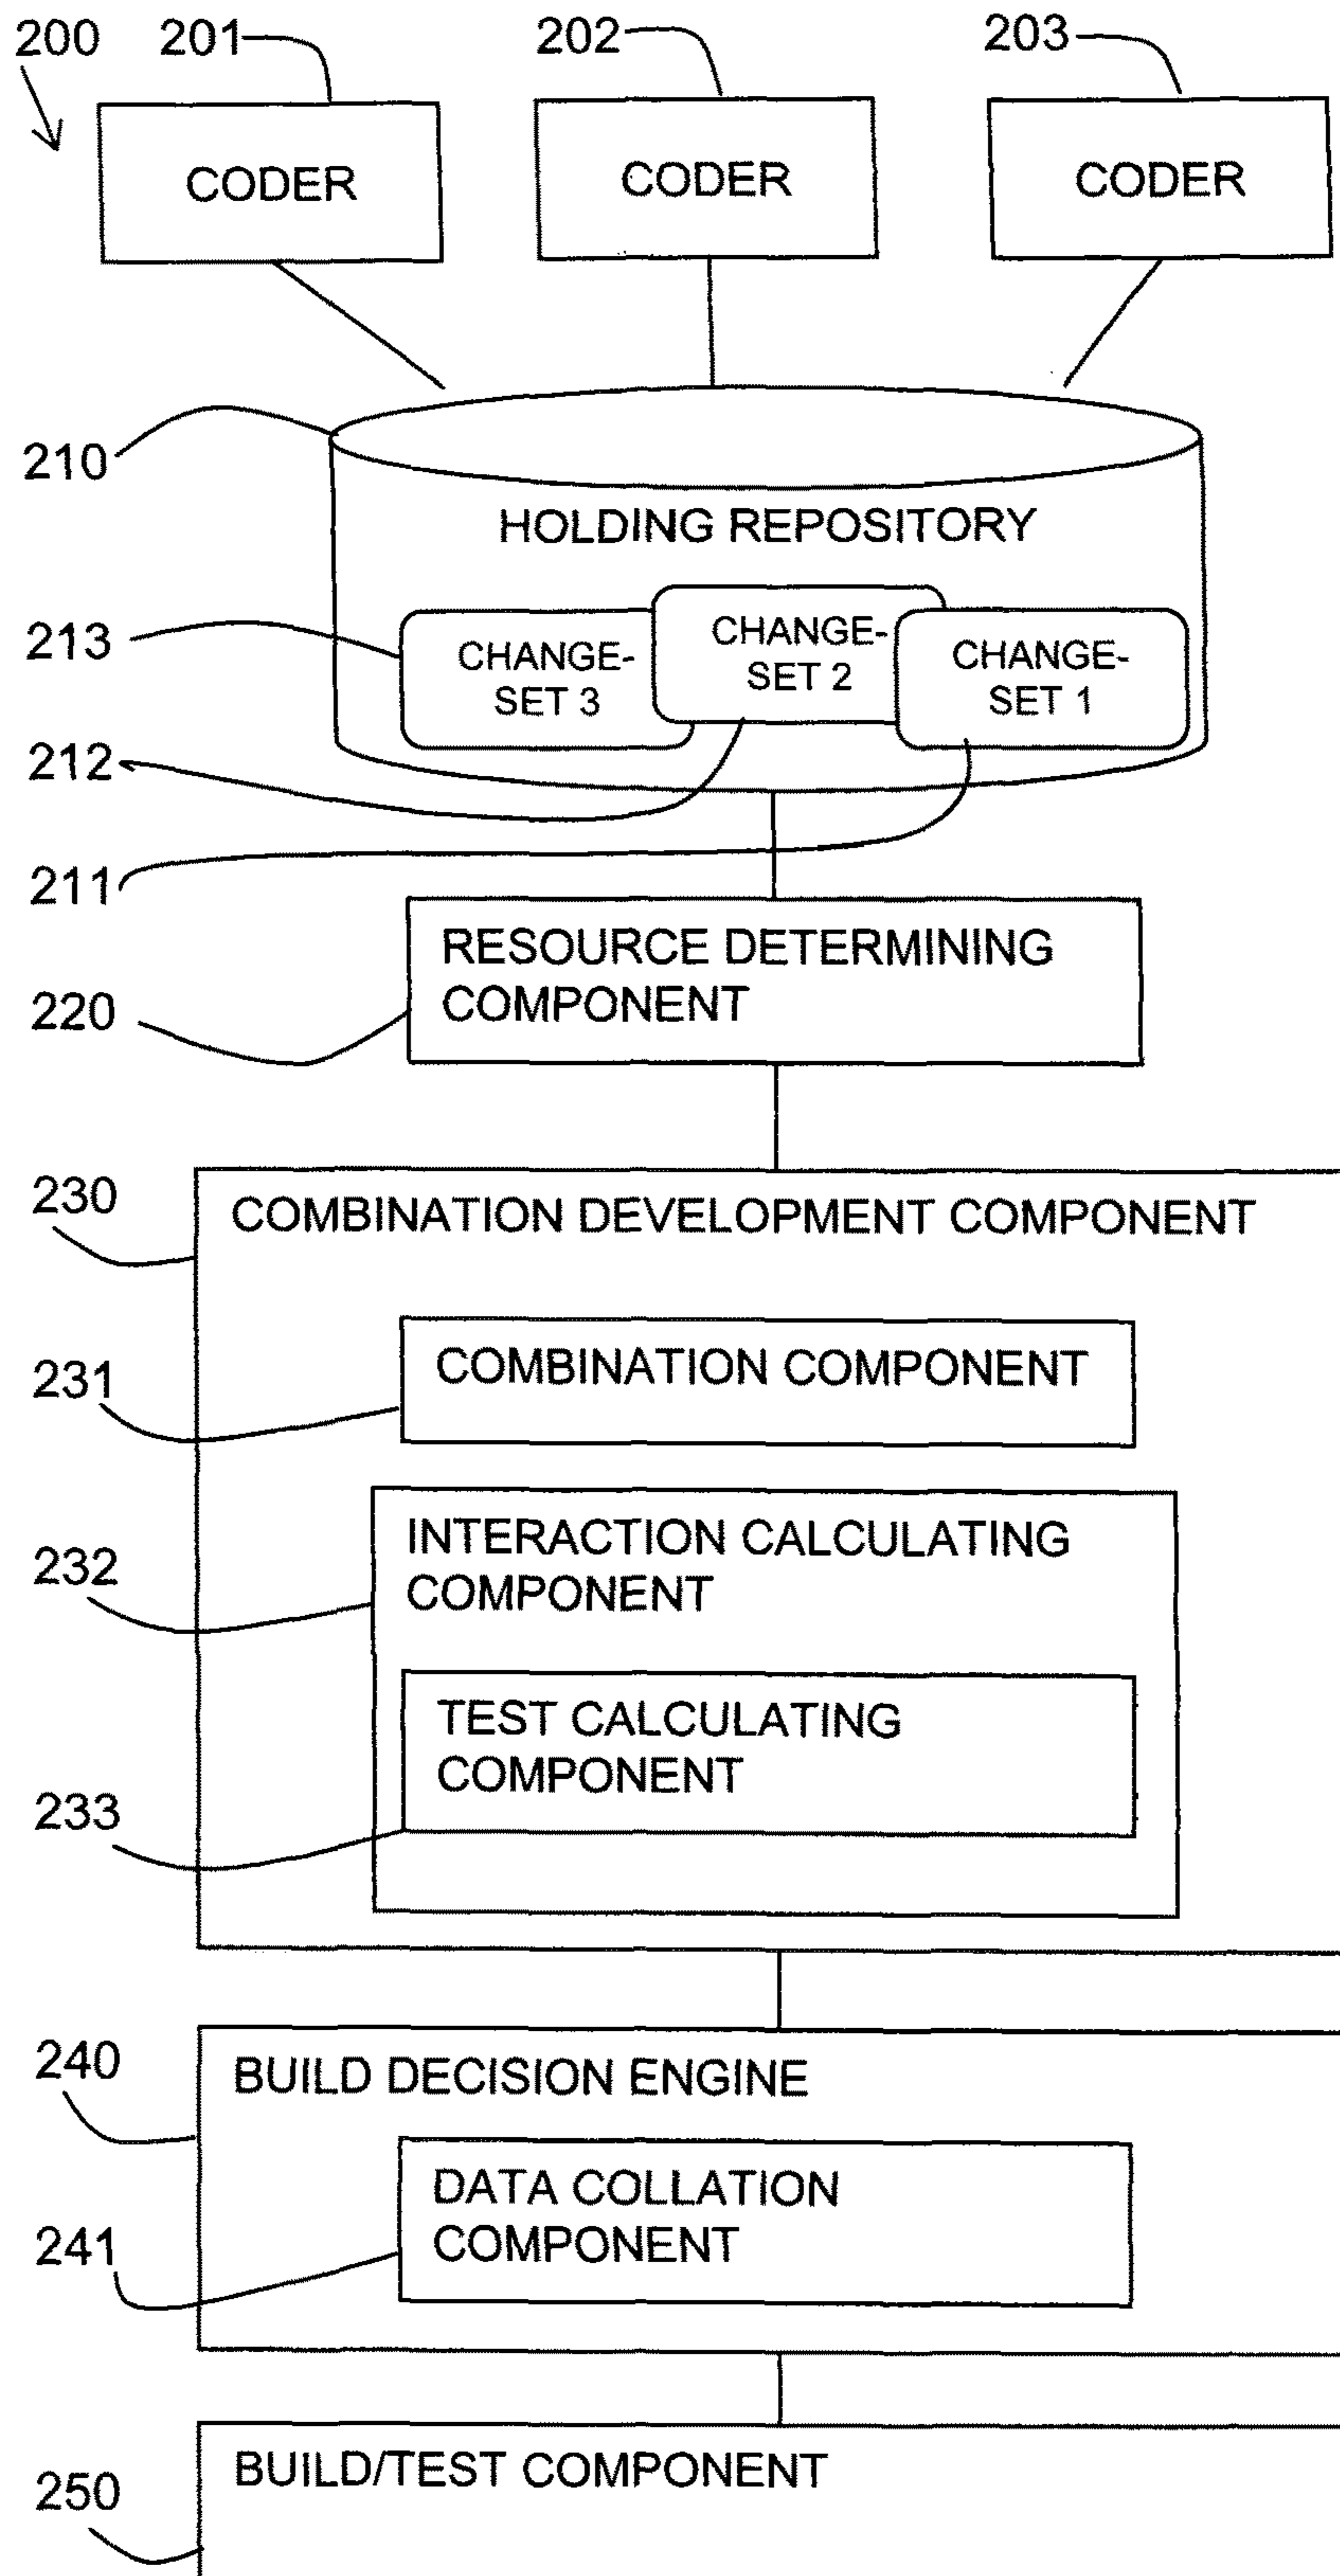 200
201
202
203
CODER
CODER
CODER
210
HOLDING REPOSITORY
213
CHANGE-
SET 3
CHANGE-
SET 2
CHANGE-
SET 1
212
211
RESOURCE DETERMINING
COMPONENT
220
230
COMBINATION DEVELOPMENT COMPONENT
231
COMBINATION COMPONENT
232
INTERACTION CALCULATING
COMPONENT
TEST CALCULATING
COMPONENT
233
240
BUILD DECISION ENGINE
DATA COLLATION
COMPONENT
241
BUILD/TEST COMPONENT
250